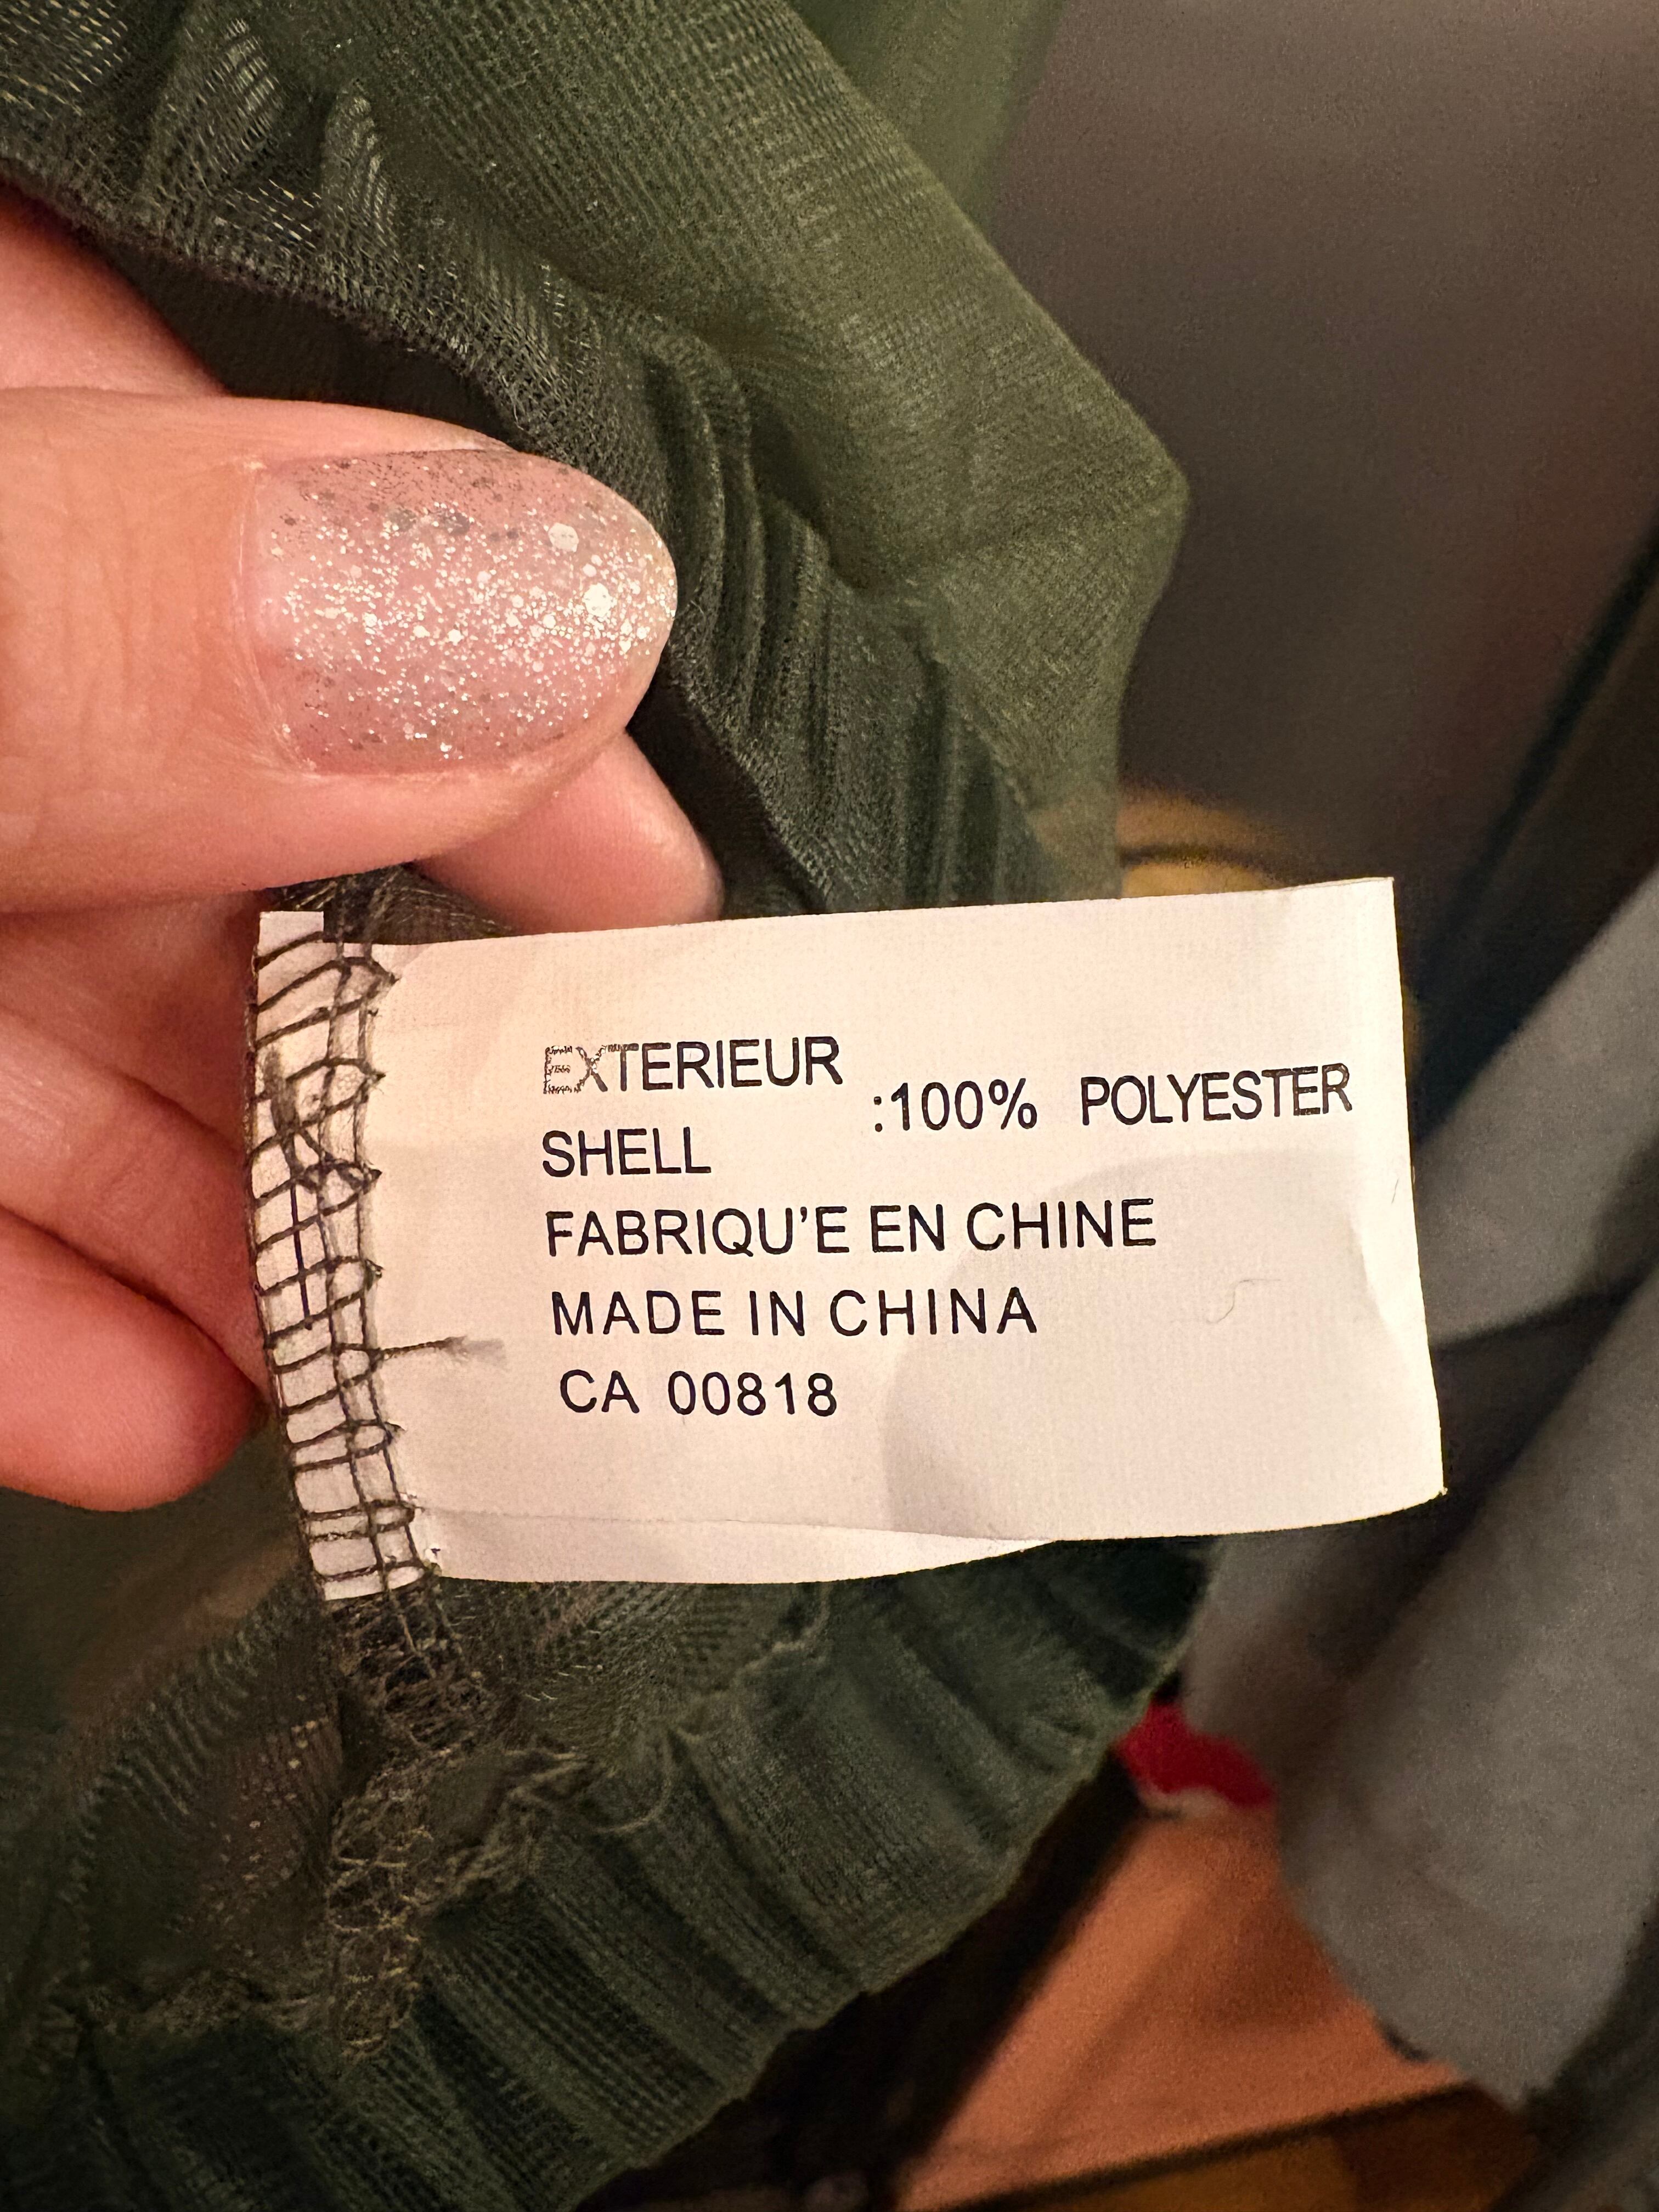 EXTERIEUR
:100% POLYESTER
SHELL
FABRIQU'E EN CHINE
MADE IN CHINA
CA 00818